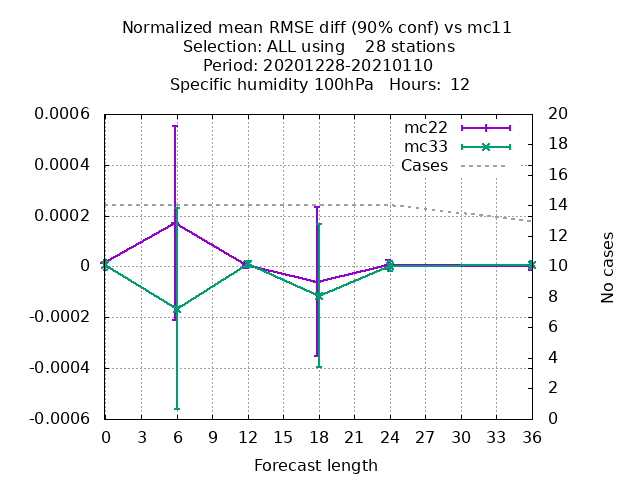 Normalized mean RMSE diff (90% conf) vs mc11
Selection: ALL using    28 stations
Period: 20201228-20210110
Specific humidity 100hPa   Hours:  12
mc22
mc33
Cases
0.0006
0.0004
0.0002
0
-0.0002
-0.0004
-0.0006
20
18
16
14
12
10
8
6
4
2
0
No cases
0 3 6 9 12 15 18 21 24 27 30 33 36
Forecast length